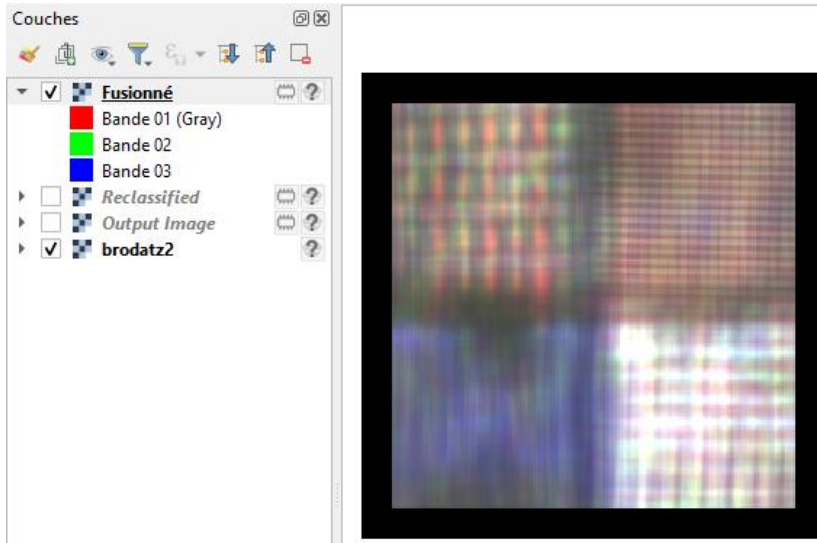 Couches
Fusionné
Bande 01 (Gray)
Bande 02
Bande 03
Reclassified
Output Image
brodatz2